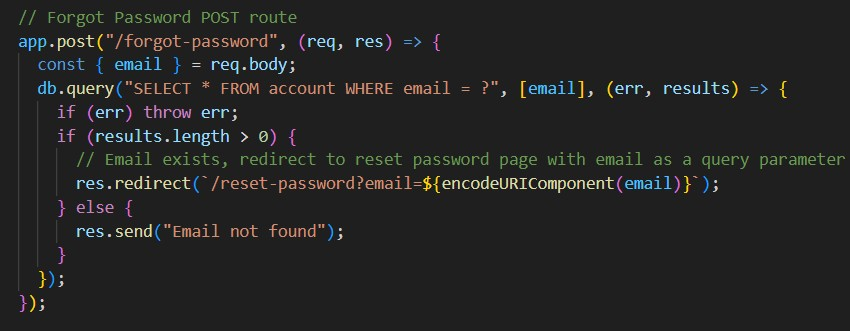 // Forgot Password POST route
app.post("/forgot-password", (req, res) => {
const { email } = req.body;
db.query("SELECT * FROM account WHERE email = ?", [email], (err, results) => {
if (err) throw err;
if (results.length > 0) {
// Email exists, redirect to reset password page with email as a query parameter
res.redirect(`/reset-password?email=${encodeURIComponent(email)}`);
} else {
res.send("Email not found");
}
});
});